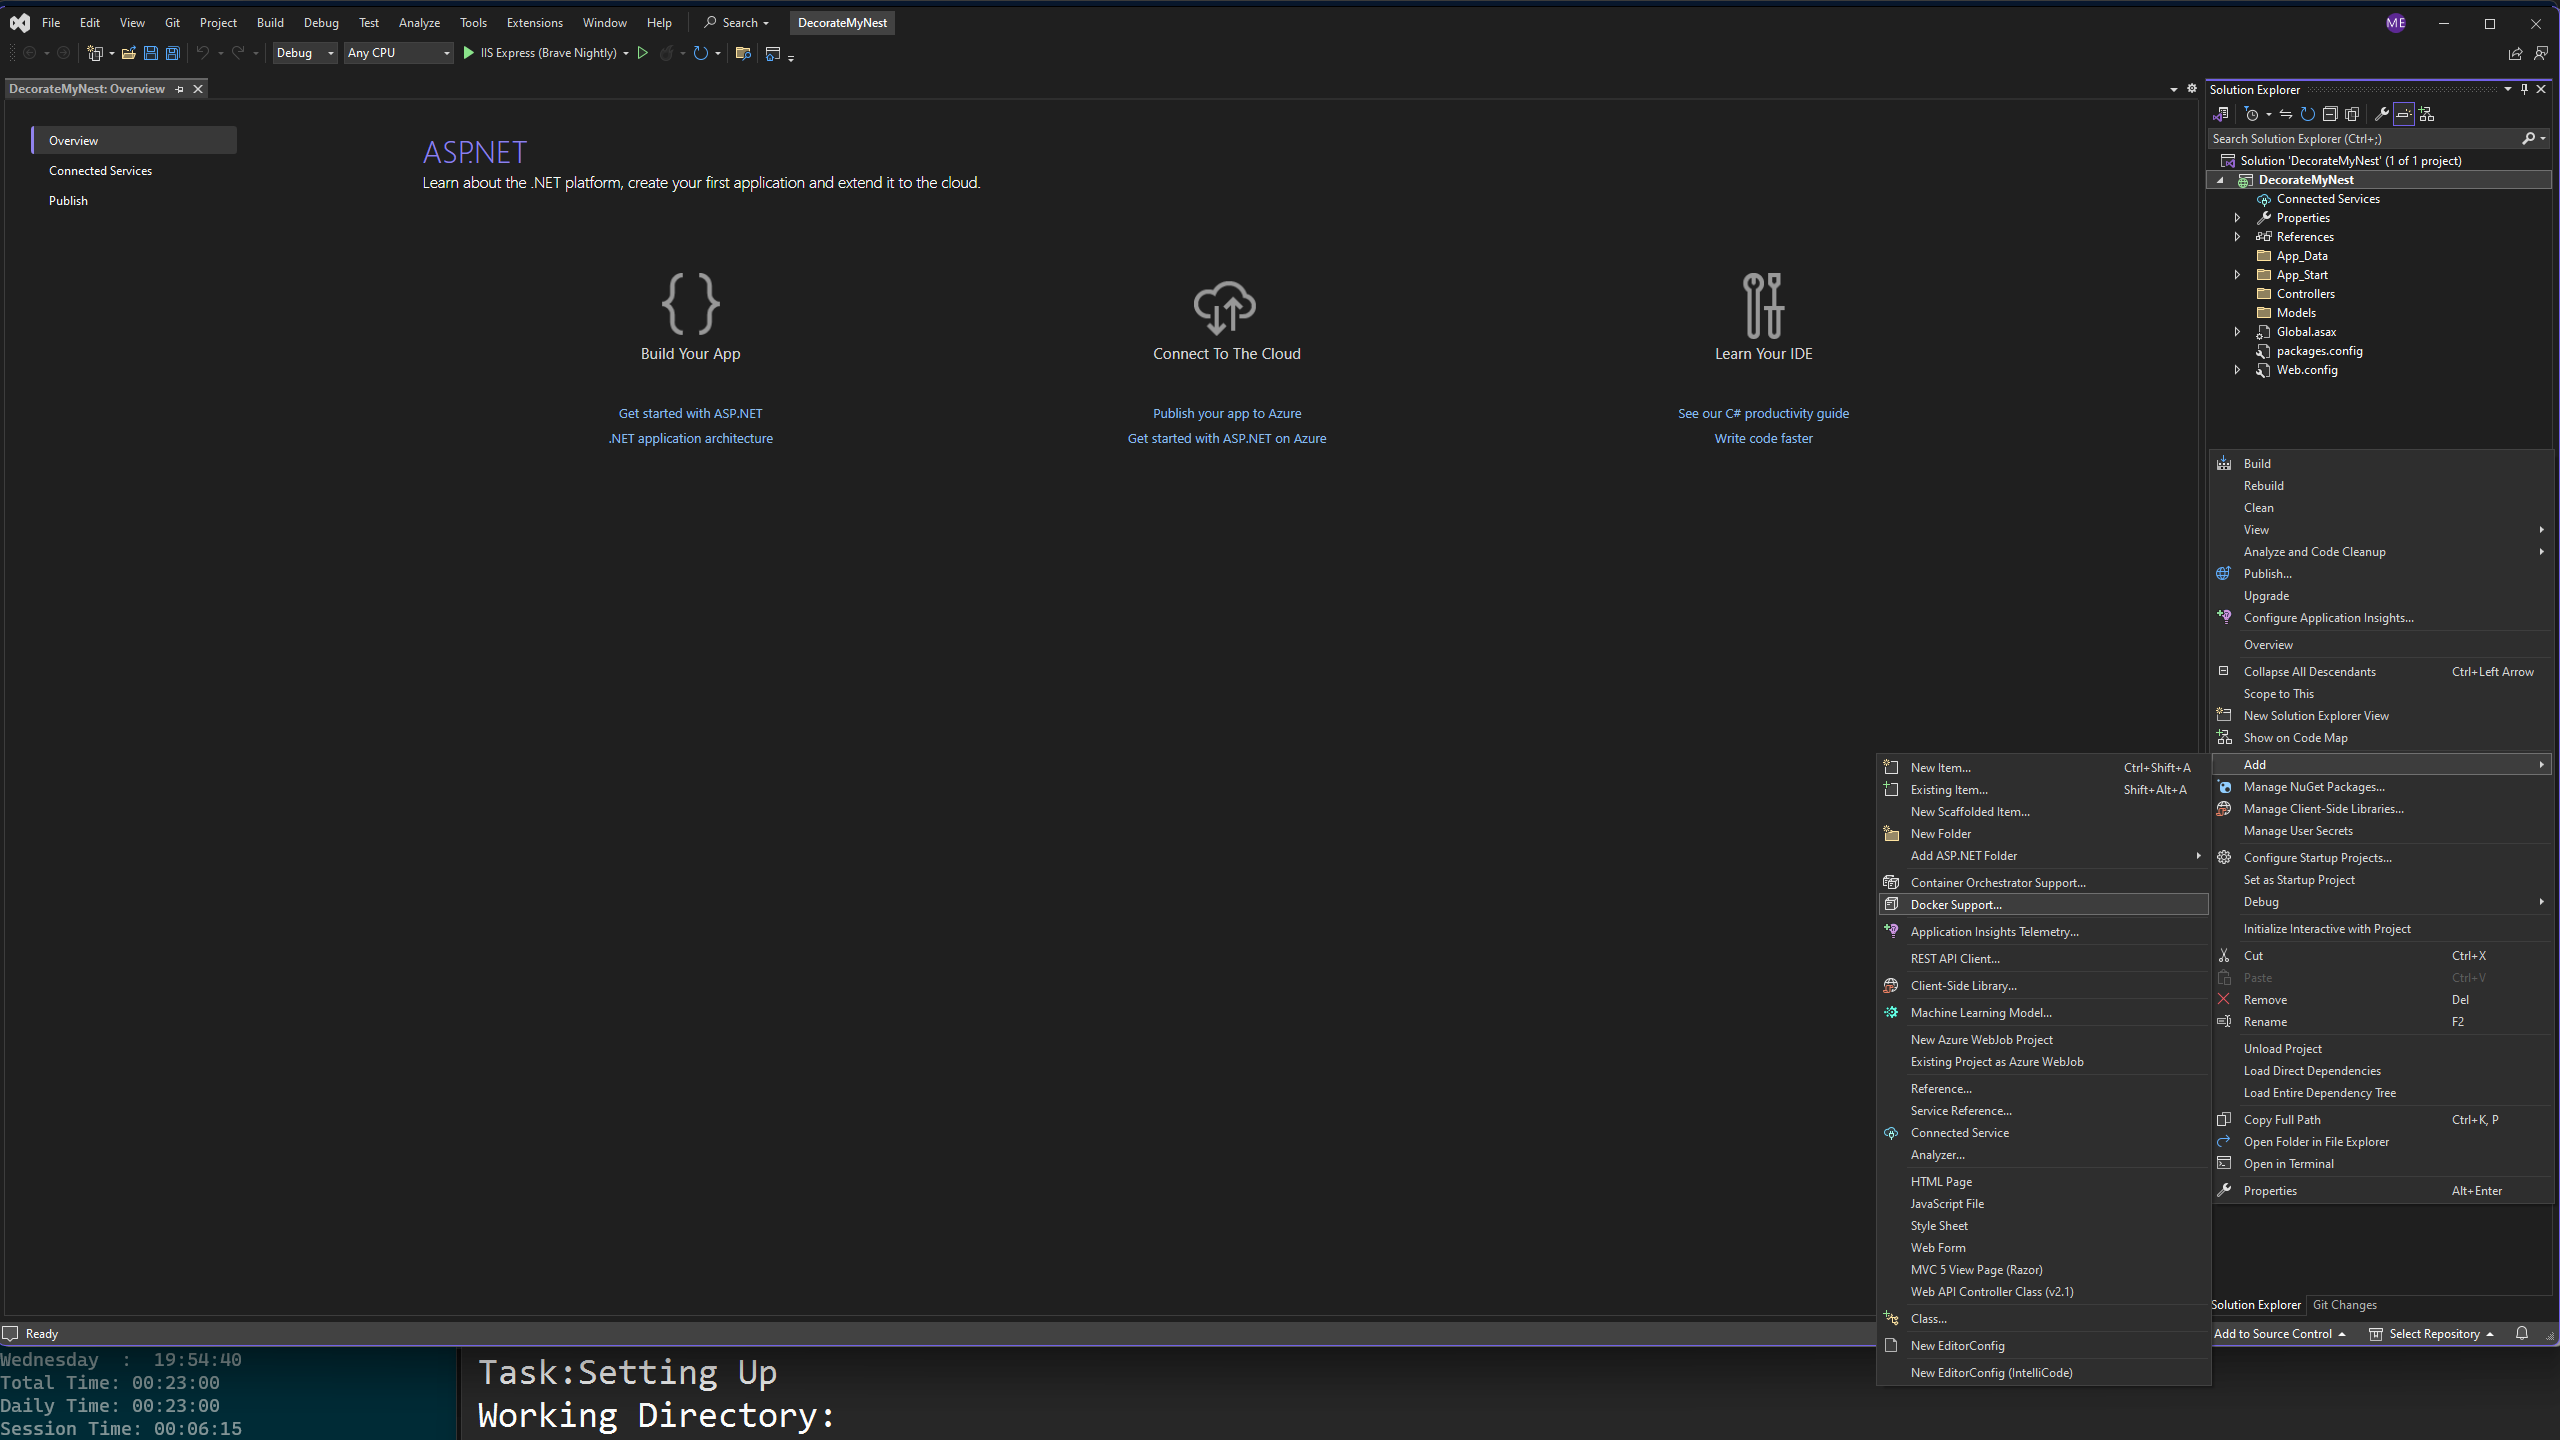 File Edit View Git Project Build Debug Test Analyze Tools Extensions Window Help Search DecorateMyNest ME
Debug Any CPU IIS Express (Brave Nightly)
DecorateMyNest: Overview
Overview
Connected Services
Publish
ASP.NET
Learn about the .NET platform, create your first application and extend it to the cloud.
Build Your App
Get started with ASP.NET
.NET application architecture
Connect To The Cloud
Publish your app to Azure
Get started with ASP.NET on Azure
Learn Your IDE
See our C# productivity guide
Write code faster
Solution Explorer
Search Solution Explorer (Ctrl+;)
Solution 'DecorateMyNest' (1 of 1 project)
DecorateMyNest
Connected Services
Properties
References
App_Data
App_Start
Controllers
Models
Global.asax
packages.config
Web.config
Build
Rebuild
Clean
View
Analyze and Code Cleanup
Publish...
Upgrade
Configure Application Insights...
Overview
Collapse All Descendants Ctrl+Left Arrow
Scope to This
New Solution Explorer View
Show on Code Map
Add
Manage NuGet Packages...
Manage Client-Side Libraries...
Manage User Secrets
Configure Startup Projects...
Set as Startup Project
Debug
Initialize Interactive with Project
Cut Ctrl+X
Paste Ctrl+V
Remove Del
Rename F2
Unload Project
Load Direct Dependencies
Load Entire Dependency Tree
Copy Full Path Ctrl+K, P
Open Folder in File Explorer
Open in Terminal
Properties Alt+Enter
New Item... Ctrl+Shift+A
Existing Item... Shift+Alt+A
New Scaffolded Item...
New Folder
Add ASP.NET Folder
Container Orchestrator Support...
Docker Support...
Application Insights Telemetry...
REST API Client...
Client-Side Library...
Machine Learning Model...
New Azure WebJob Project
Existing Project as Azure WebJob
Reference...
Service Reference...
Connected Service
Analyzer...
HTML Page
JavaScript File
Style Sheet
Web Form
MVC 5 View Page (Razor)
Web API Controller Class (v2.1)
Class...
New EditorConfig
New EditorConfig (IntelliCode)
Solution Explorer Git Changes
Ready
Add to Source Control Select Repository
Wednesday : 19:54:40
Total Time: 00:23:00
Daily Time: 00:23:00
Session Time: 00:06:15
Task:Setting Up
Working Directory: